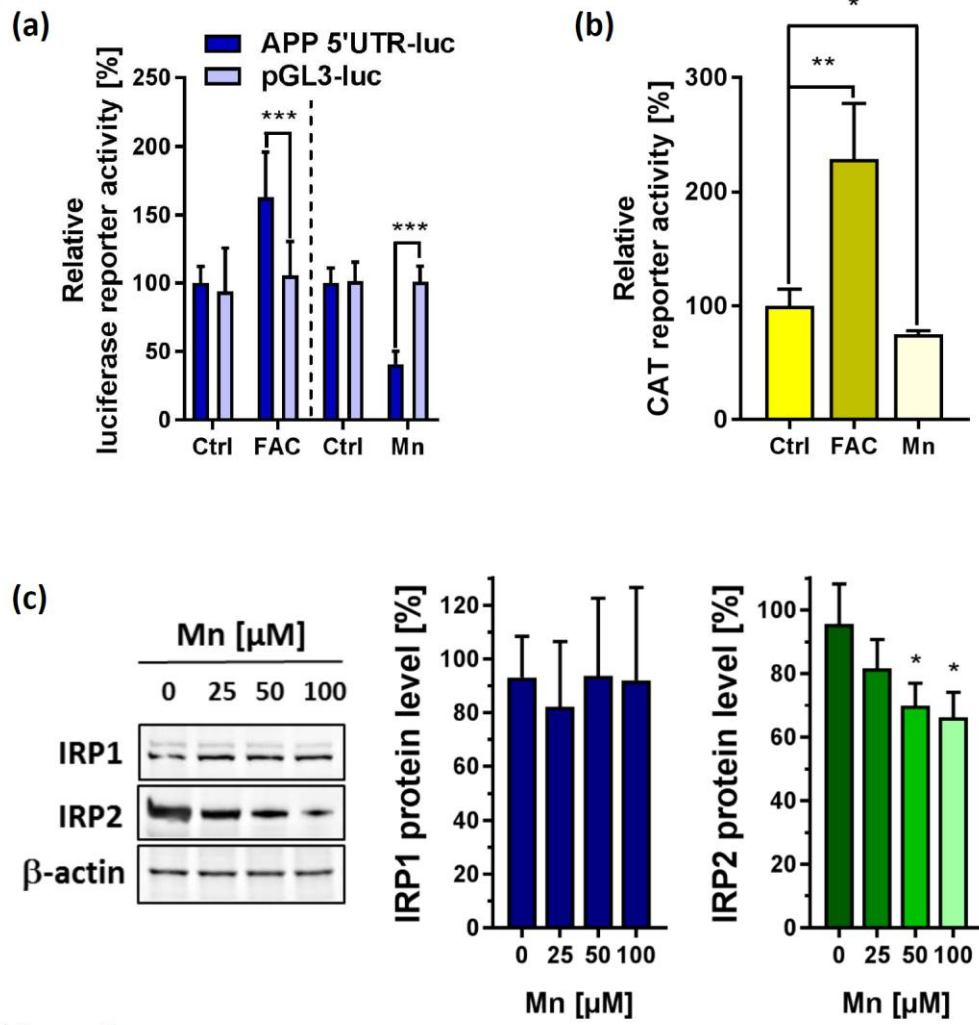 (a)
APP 5'UTR-luc
pGL3-luc
Relative
luciferase reporter activity [%]
250
200
150
100
50
0
***
***
Ctrl FAC Ctrl Mn
(b)
*
**
Relative
CAT reporter activity [%]
300
200
100
0
Ctrl FAC Mn
(c)
Mn [µM]
0 25 50 100
IRP1
IRP2
β-actin
IRP1 protein level [%]
120
100
80
60
40
20
0
0 25 50 100
Mn [µM]
IRP2 protein level [%]
100
80
60
40
20
0
* *
0 25 50 100
Mn [µM]